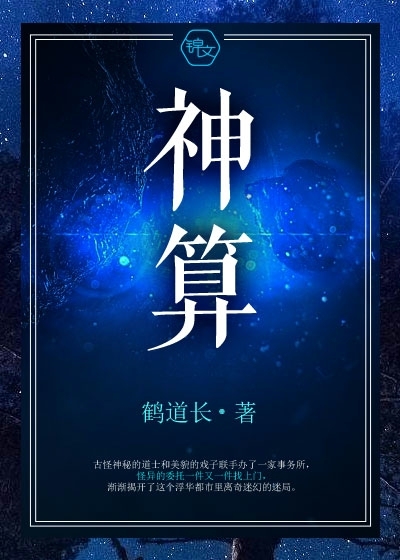 锦文
神算
鹤道长·著
古怪神秘的道士和美貌的戏子联手办了一家事务所，
怪异的委托一件又一件找上门，
渐渐揭开了这个浮华都市里离奇迷幻的迷局。